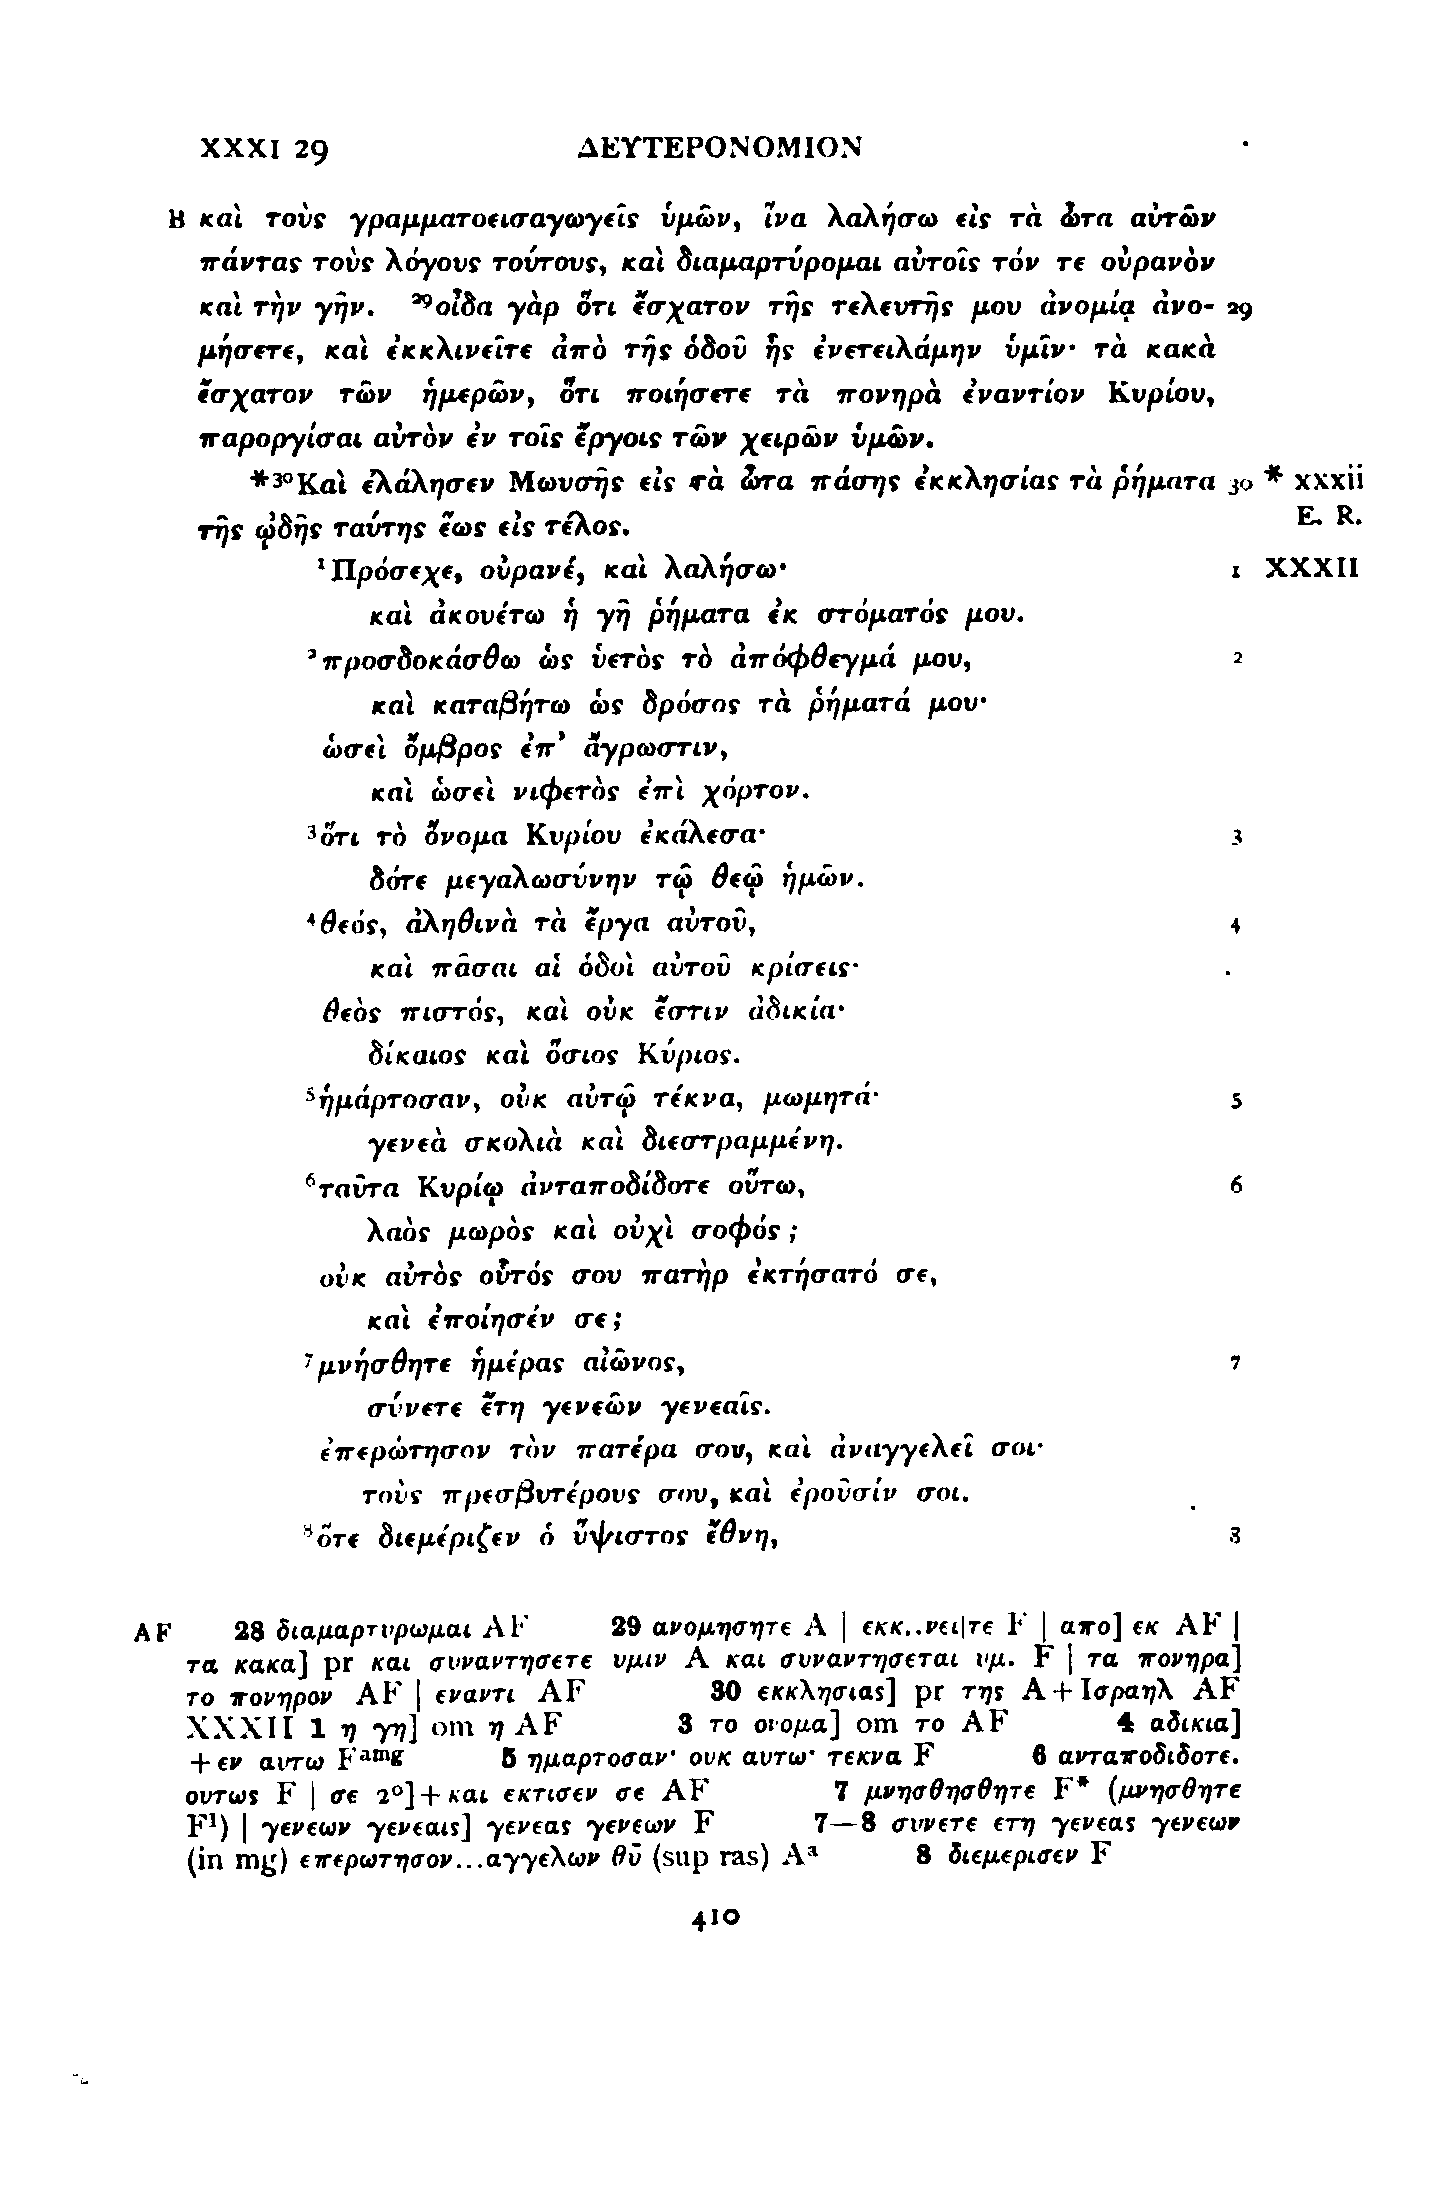 XXXI 29 ΔΕΥΤΕΡΟΝΟΜΙΟΝ
B καὶ τοὺς γραμματοεισαγωγεῖς ὑμῶν, ἵνα λαλήσω εἰς τὰ ὦτα αὐτῶν
πάντας τοὺς λόγους τούτους, καὶ διαμαρτύρομαι αὐτοῖς τόν τε οὐρανὸν
καὶ τὴν γῆν. ²⁹οἶδα γὰρ ὅτι ἔσχατον τῆς τελευτῆς μου ἀνομίᾳ ἀνο- 29
μήσετε, καὶ ἐκκλινεῖτε ἀπὸ τῆς ὁδοῦ ἧς ἐνετειλάμην ὑμῖν· τὰ κακὰ
ἔσχατον τῶν ἡμερῶν, ὅτι ποιήσετε τὰ πονηρὰ ἐναντίον Κυρίου,
παροργίσαι αὐτὸν ἐν τοῖς ἔργοις τῶν χειρῶν ὑμῶν.
*³⁰Καὶ ἐλάλησεν Μωυσῆς εἰς τὰ ὦτα πάσης ἐκκλησίας τὰ ῥήματα 30 * xxxii
τῆς ᾠδῆς ταύτης ἕως εἰς τέλος. E. R.
¹Πρόσεχε, οὐρανέ, καὶ λαλήσω· 1 XXXII
καὶ ἀκουέτω ἡ γῆ ῥήματα ἐκ στόματός μου.
²προσδοκάσθω ὡς ὑετὸς τὸ ἀπόφθεγμά μου, 2
καὶ καταβήτω ὡς δρόσος τὰ ῥήματά μου·
ὡσεὶ ὄμβρος ἐπ’ ἄγρωστιν,
καὶ ὡσεὶ νιφετὸς ἐπὶ χόρτον.
³ὅτι τὸ ὄνομα Κυρίου ἐκάλεσα· 3
δότε μεγαλωσύνην τῷ θεῷ ἡμῶν.
⁴θεός, ἀληθινὰ τὰ ἔργα αὐτοῦ, 4
καὶ πᾶσαι αἱ ὁδοὶ αὐτοῦ κρίσεις·
θεὸς πιστός, καὶ οὐκ ἔστιν ἀδικία·
δίκαιος καὶ ὅσιος Κύριος.
⁵ἡμάρτοσαν, οὐκ αὐτῷ τέκνα, μωμητά· 5
γενεὰ σκολιὰ καὶ διεστραμμένη.
⁶ταῦτα Κυρίῳ ἀνταποδίδοτε οὕτω, 6
λαὸς μωρὸς καὶ οὐχὶ σοφός;
οὐκ αὐτὸς οὗτός σου πατὴρ ἐκτήσατό σε,
καὶ ἐποίησέν σε;
⁷μνήσθητε ἡμέρας αἰῶνος, 7
σύνετε ἔτη γενεῶν γενεαῖς.
ἐπερώτησον τὸν πατέρα σου, καὶ ἀναγγελεῖ σοι·
τοὺς πρεσβυτέρους σου, καὶ ἐροῦσίν σοι.
⁸ὅτε διεμέριζεν ὁ ὕψιστος ἔθνη, 8
AF 28 διαμαρτυρωμαι AF 29 ανομησητε A | εκκ..νει|τε F | απο] εκ AF |
τα κακα] pr και συναντησετε υμιν A και συναντησεται υμ. F | τα πονηρα]
το πονηρον AF | εναντι AF 30 εκκλησιας] pr της A + Ισραηλ AF
XXXII 1 η γη] om η AF 3 το ονομα] om το AF 4 αδικια]
+ εν αυτω Fᵃᵐᵍ 5 ημαρτοσαν· ουκ αυτω· τεκνα F 6 ανταποδιδοτε.
ουτως F | σε 2°] + και εκτισεν σε AF 7 μνησθησθητε F* (μνησθητε
F¹) | γενεων γενεαις] γενεας γενεων F 7—8 συνετε ετη γενεας γενεων
(in mg) επερωτησον...αγγελων θῡ (sup ras) Aᵃ 8 διεμερισεν F
410